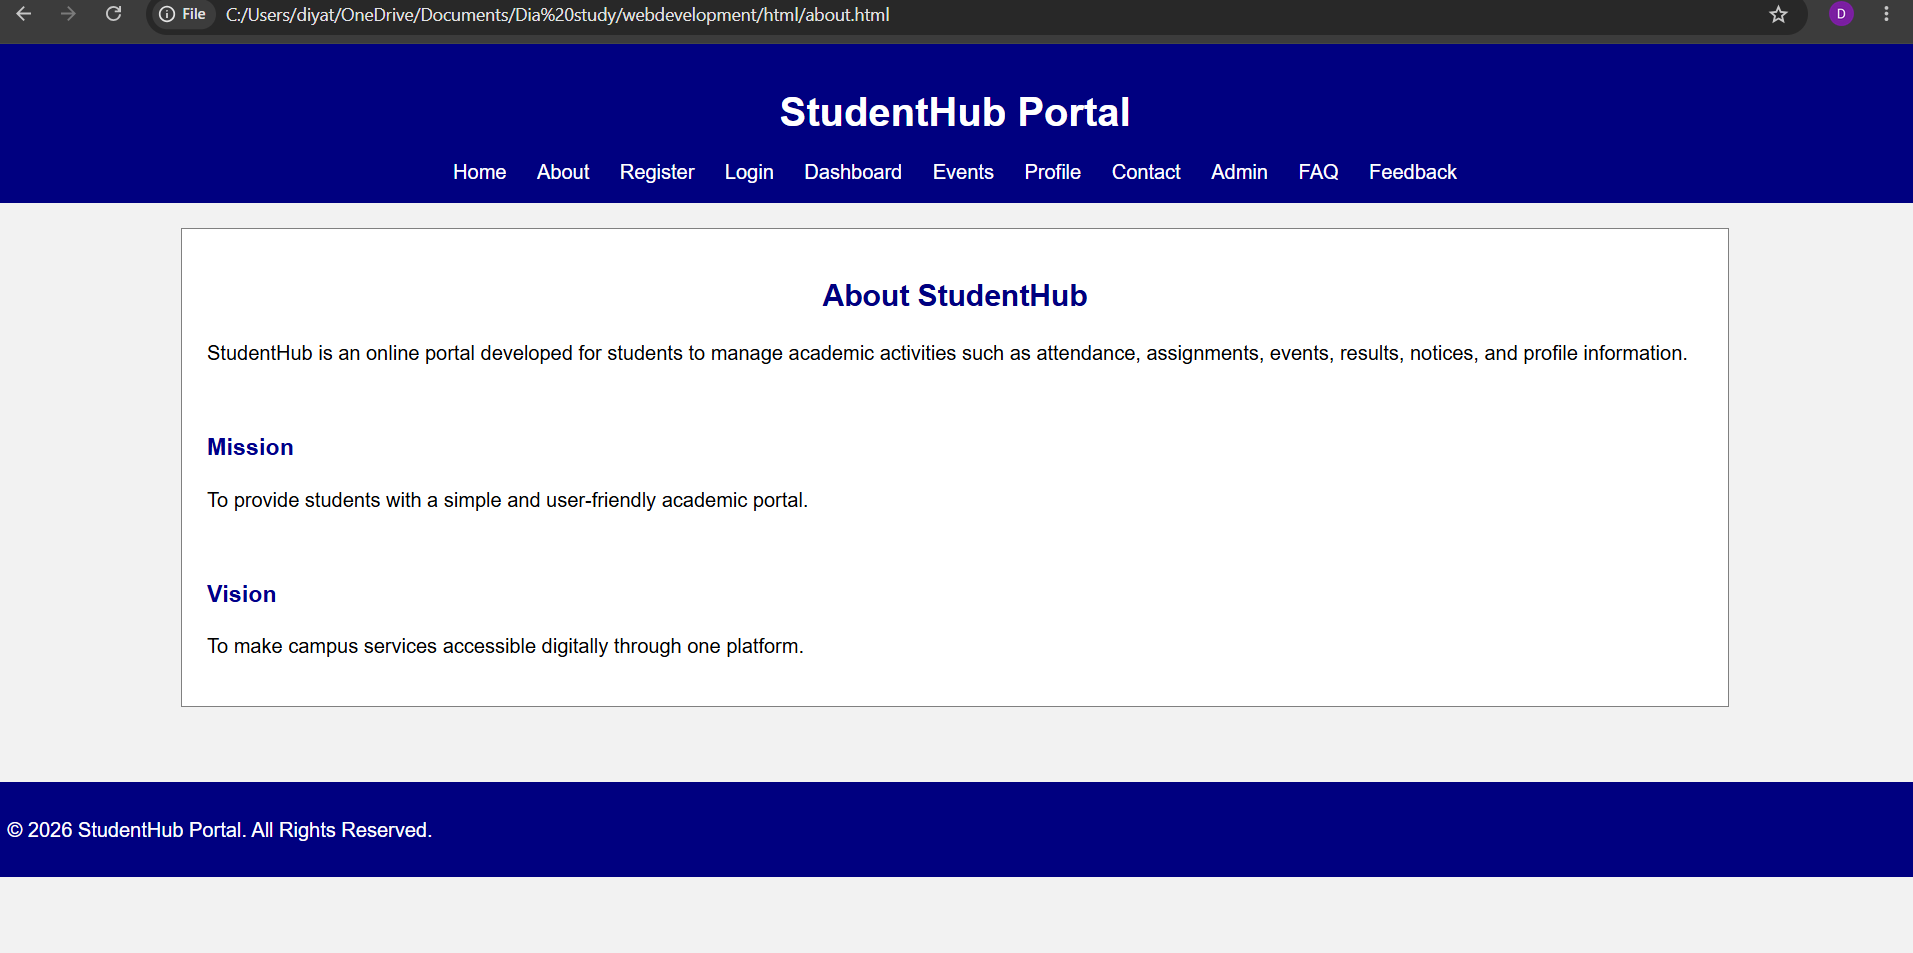 File C:/Users/diyat/OneDrive/Documents/Dia%20study/webdevelopment/html/about.html
D
StudentHub Portal
Home About Register Login Dashboard Events Profile Contact Admin FAQ Feedback
About StudentHub
StudentHub is an online portal developed for students to manage academic activities such as attendance, assignments, events, results, notices, and profile information.
Mission
To provide students with a simple and user-friendly academic portal.
Vision
To make campus services accessible digitally through one platform.
© 2026 StudentHub Portal. All Rights Reserved.